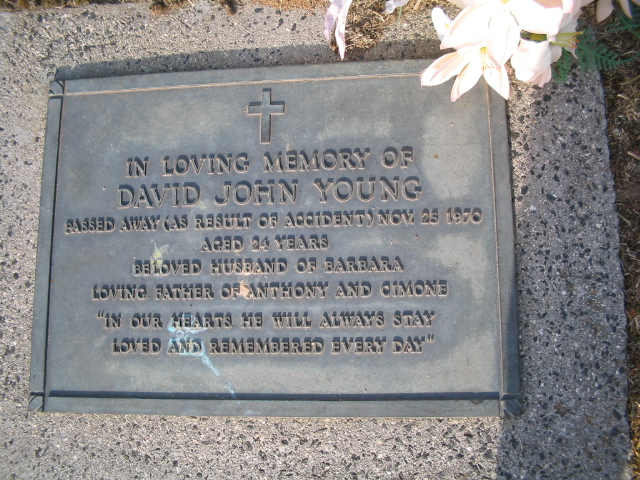 IN LOVING MEMORY OF
DAVID JOHN YOUNG
PASSED AWAY (AS RESULT OF ACCIDENT) NOV. 25 1970
AGED 24 YEARS
BELOVED HUSBAND OF BARBARA
LOVING FATHER OF ANTHONY AND SIMONE
"IN OUR HEARTS HE WILL ALWAYS STAY
LOVED AND REMEMBERED EVERY DAY"